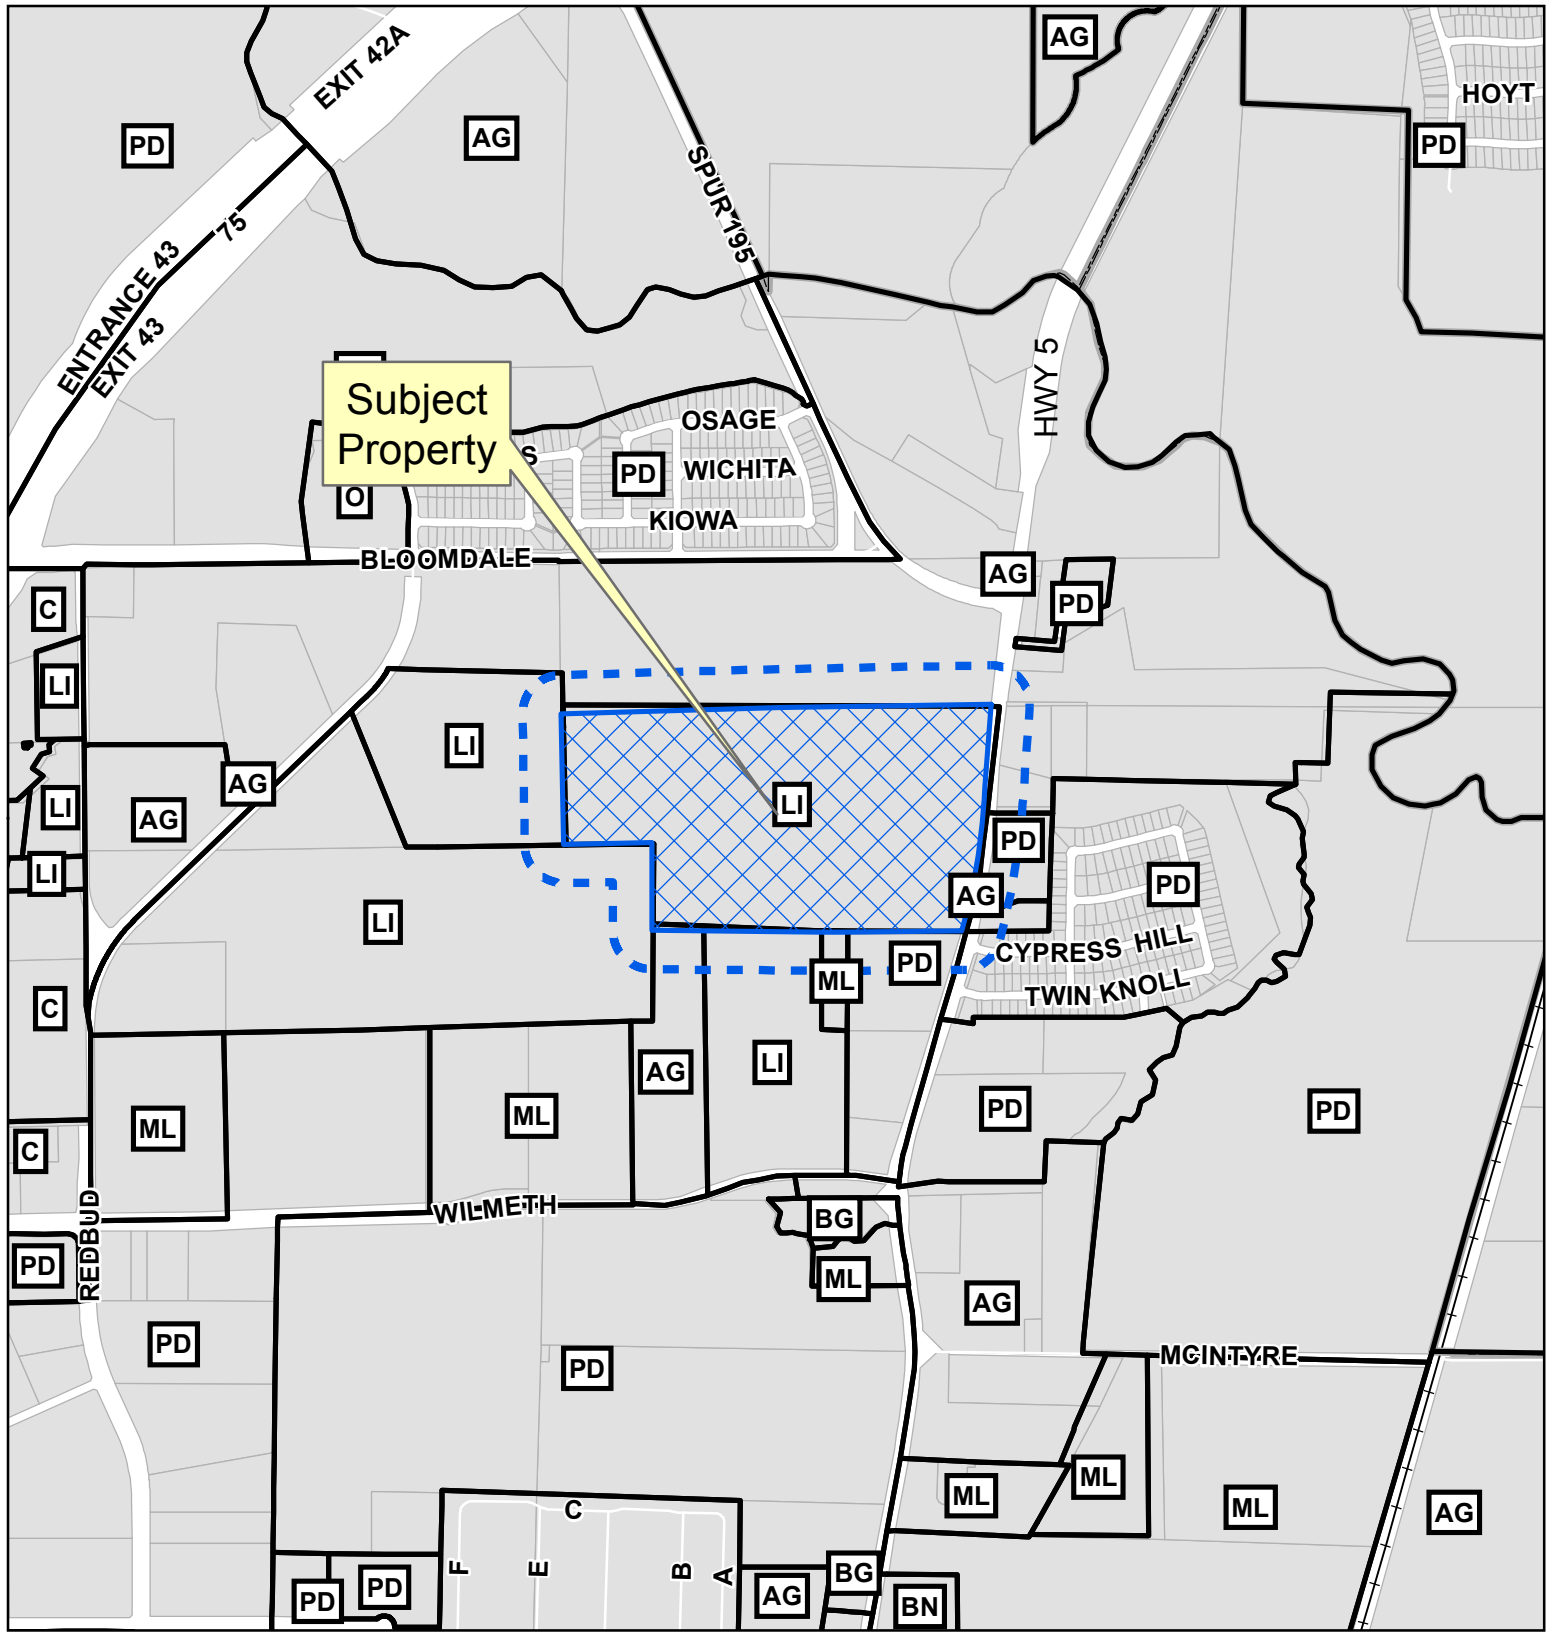 AG
EXIT 42A
HOYT
PD
AG
PD
SPUR 195
75
ENTRANCE 43
EXIT 43
HWY 5
Subject
Property
OSAGE
S
PD
WICHITA
O
KIOWA
BLOOMDALE
AG
PD
C
LI
LI
AG
LI
LI
AG
PD
LI
PD
AG
LI
CYPRESS HILL
PD
ML
TWIN KNOLL
C
LI
AG
PD
PD
ML
ML
C
REDBUD
WILMETH
BG
PD
ML
AG
PD
MCINTYRE
PD
ML
ML
ML
AG
C
F
E
B
A
PD
PD
AG
BG
BN